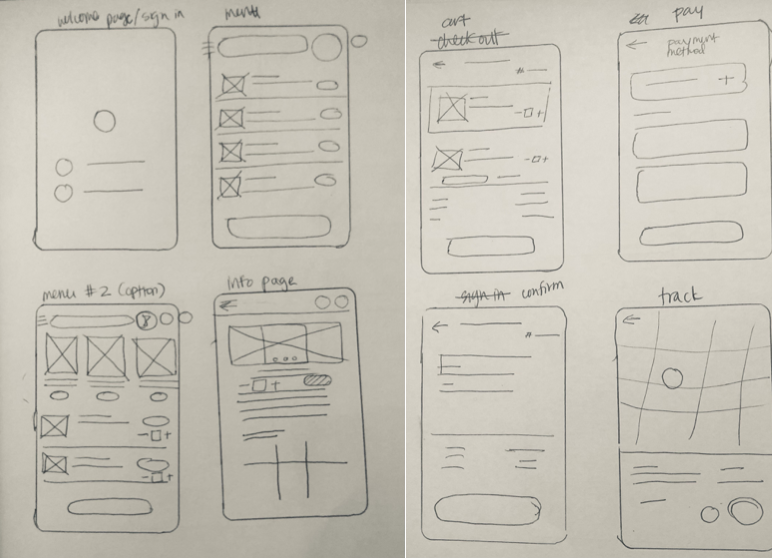 welcome page/sign in
menu
cart
check out
pay
payment
method
menu #2 (option)
info page
sign in confirm
track